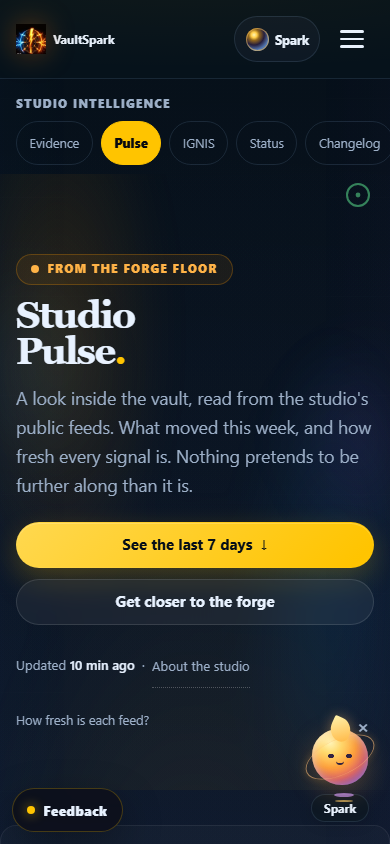 VaultSpark
Spark
STUDIO INTELLIGENCE
Evidence
Pulse
IGNIS
Status
Changelog
FROM THE FORGE FLOOR
Studio
Pulse.
A look inside the vault, read from the studio's
public feeds. What moved this week, and how
fresh every signal is. Nothing pretends to be
further along than it is.
See the last 7 days ↓
Get closer to the forge
Updated 10 min ago · About the studio
How fresh is each feed?
×
Feedback
Spark